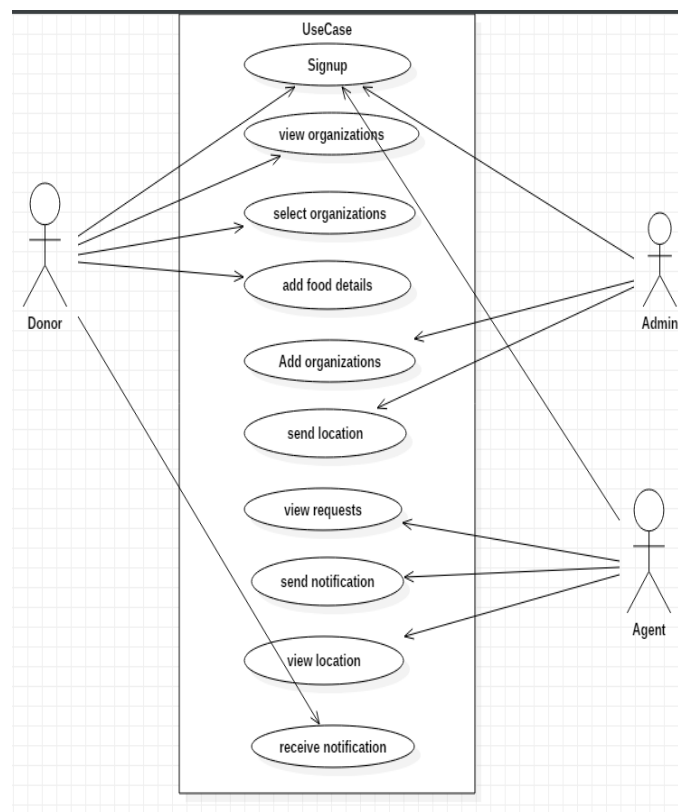 UseCase
Signup
view organizations
select organizations
add food details
Donor
Admin
Add organizations
send location
view requests
send notification
Agent
view location
receive notification